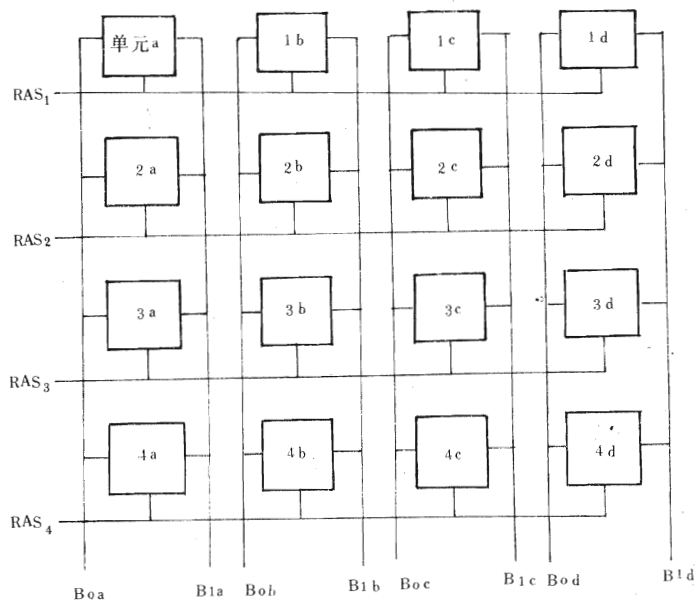 单元a 1b 1c 1d
RAS1
2a 2b 2c 2d
RAS2
3a 3b 3c 3d
RAS3
4a 4b 4c 4d
RAS4
Boa B1a Bob B1b Boc B1c Bod B1d